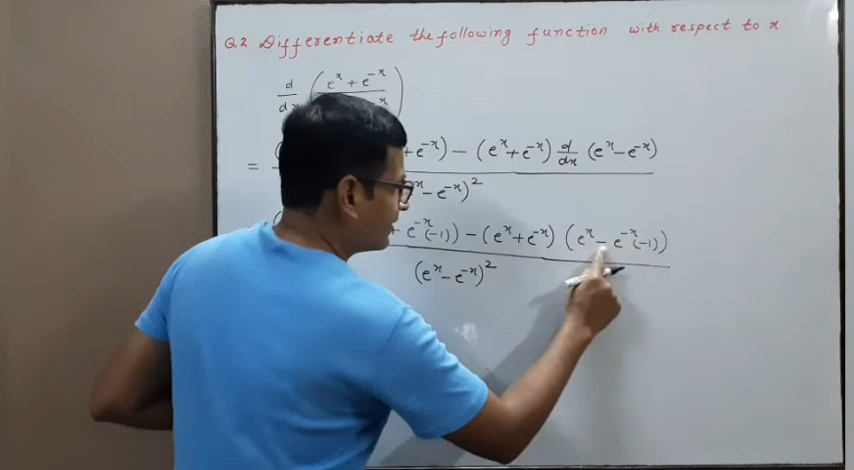 Q.2 Differentiate the following function with respect to x
d/dx (e^x + e^-x / x)
= +e^-x) - (e^x + e^-x) d/dx (e^x - e^-x)
^x - e^-x)^2
+ e^-x(-1)) - (e^x + e^-x) (e^x - e^-x(-1))
(e^x - e^-x)^2